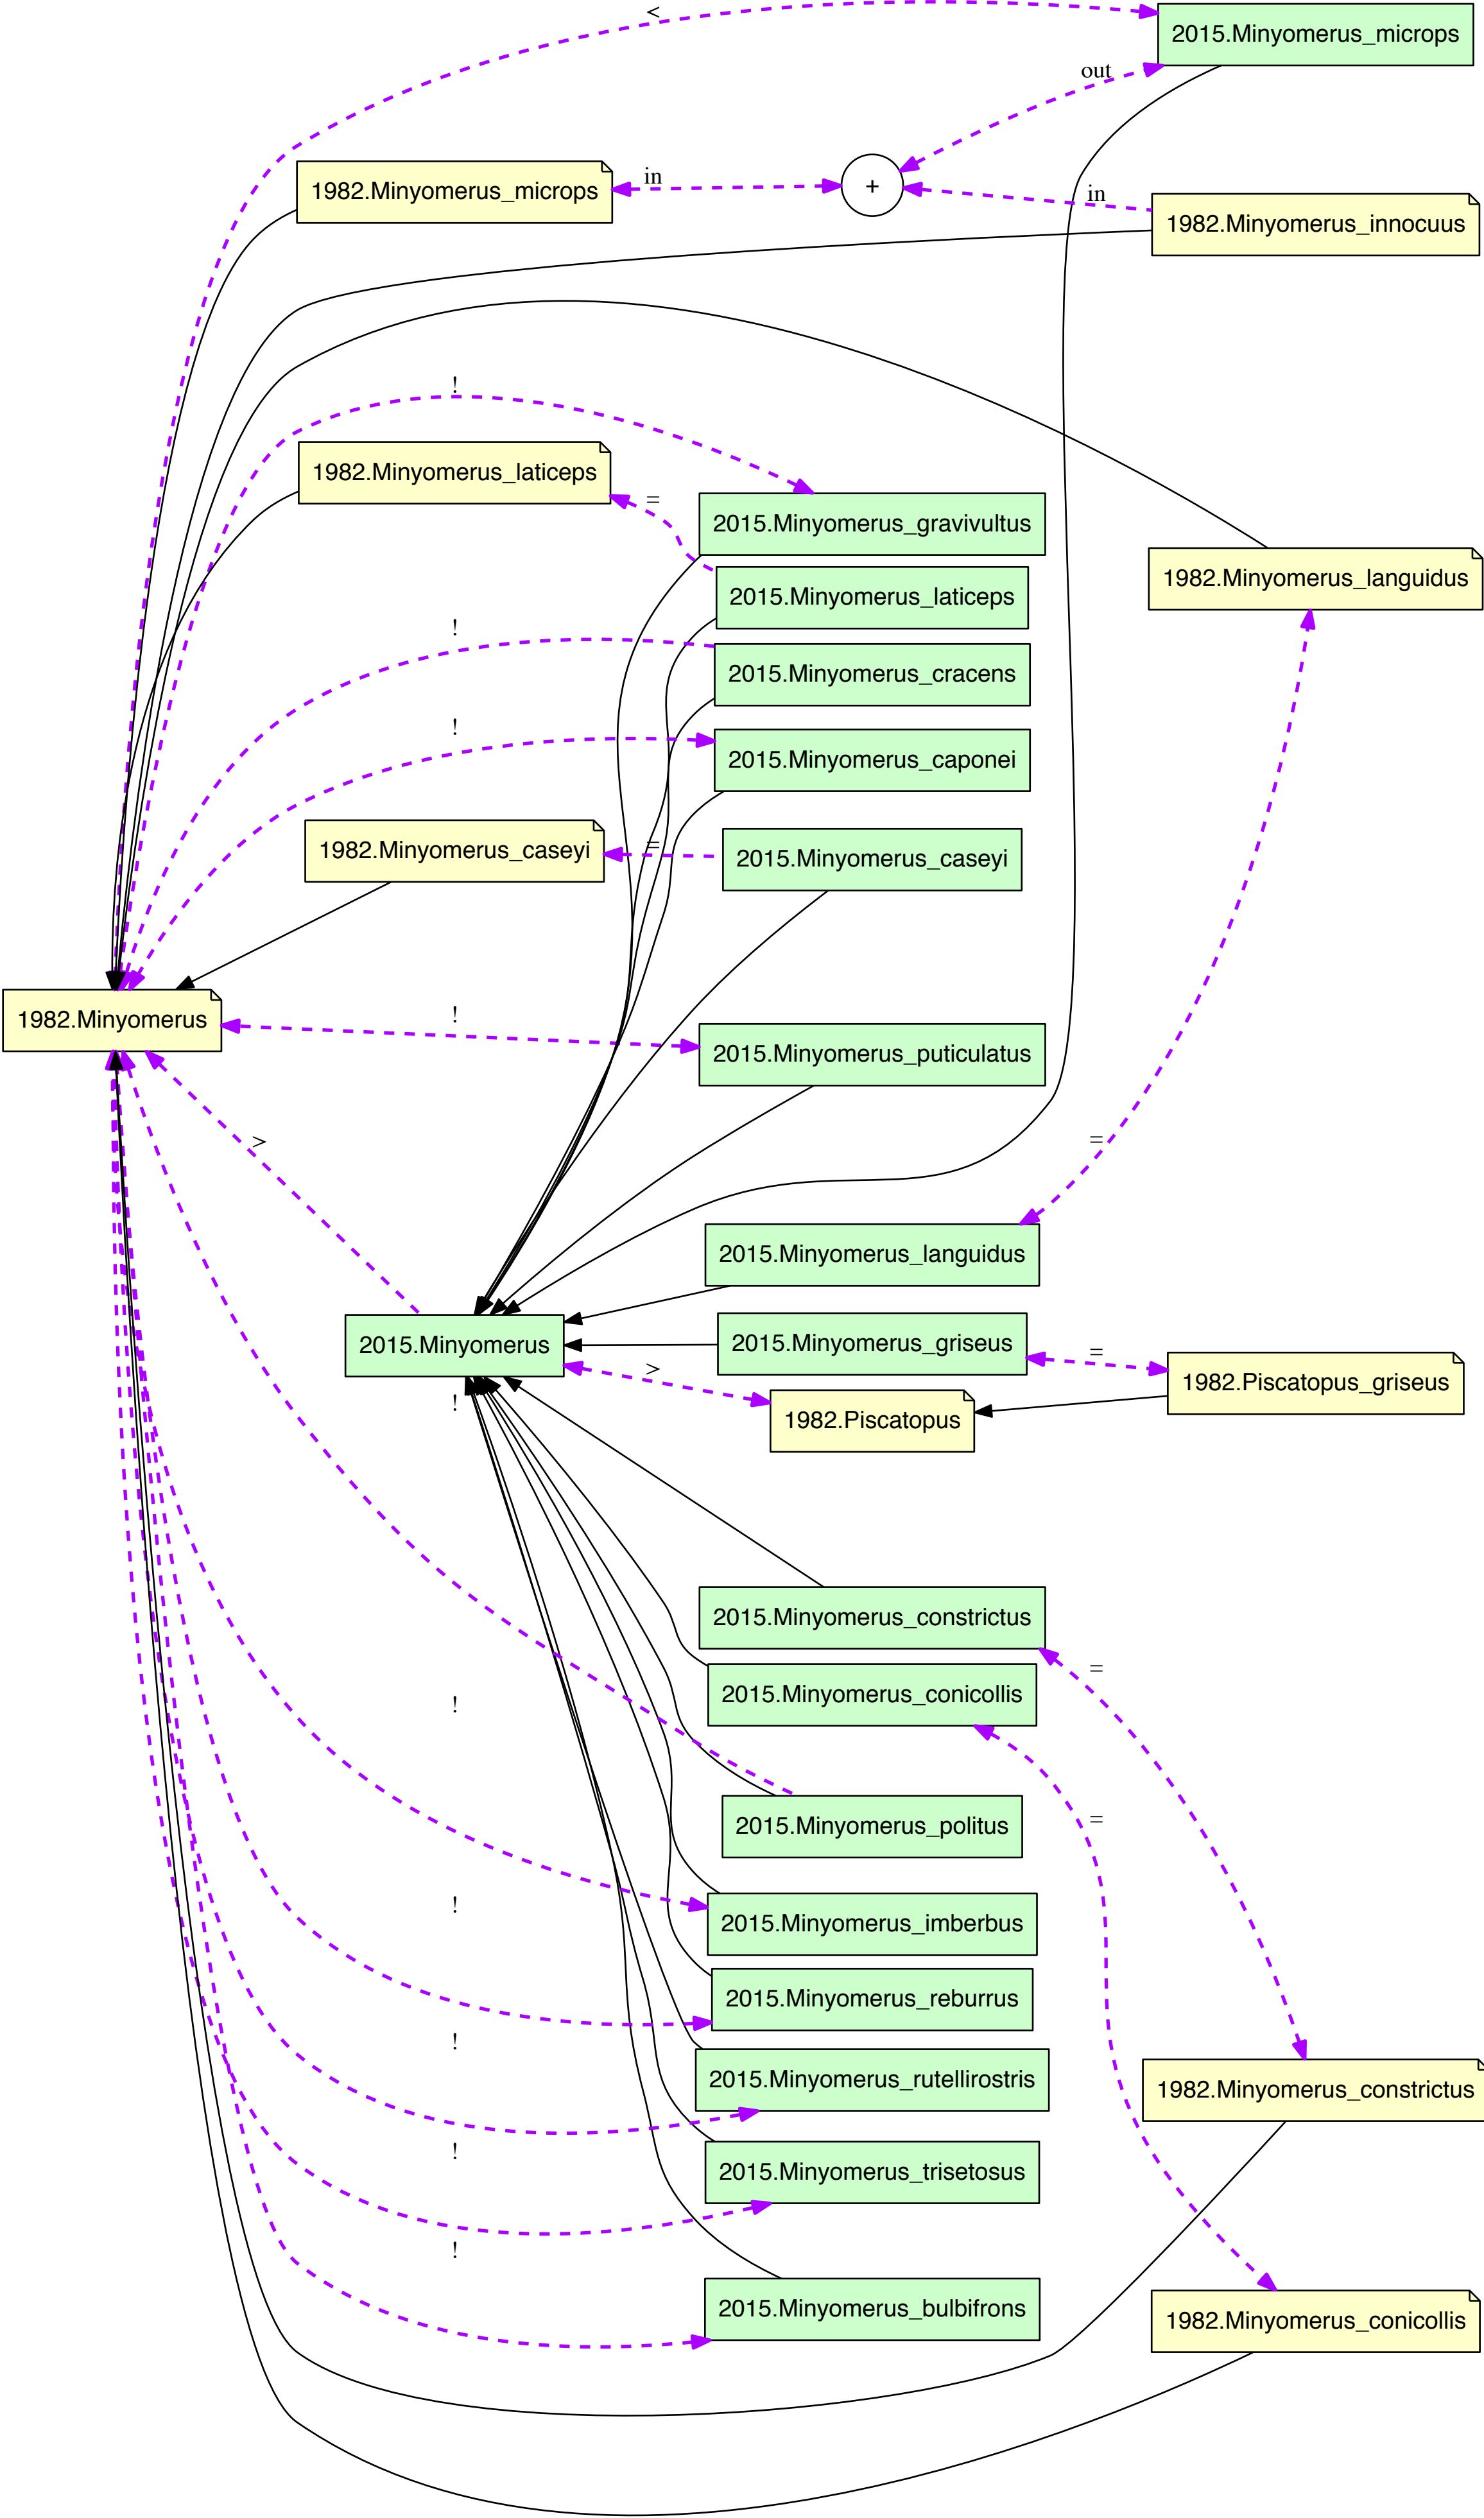 <
2015.Minyomerus_microps
out
in
1982.Minyomerus_microps
+
in
1982.Minyomerus_innocuus
!
1982.Minyomerus_laticeps
=
2015.Minyomerus_gravivultus
1982.Minyomerus_languidus
2015.Minyomerus_laticeps
!
2015.Minyomerus_cracens
!
2015.Minyomerus_caponei
1982.Minyomerus_caseyi
=
2015.Minyomerus_caseyi
1982.Minyomerus
!
2015.Minyomerus_puticulatus
>
=
2015.Minyomerus_languidus
2015.Minyomerus
2015.Minyomerus_griseus
=
>
1982.Piscatopus_griseus
!
1982.Piscatopus
2015.Minyomerus_constrictus
=
2015.Minyomerus_conicollis
!
=
2015.Minyomerus_politus
!
2015.Minyomerus_imberbus
2015.Minyomerus_reburrus
!
2015.Minyomerus_rutellirostris
1982.Minyomerus_constrictus
!
2015.Minyomerus_trisetosus
!
2015.Minyomerus_bulbifrons
1982.Minyomerus_conicollis